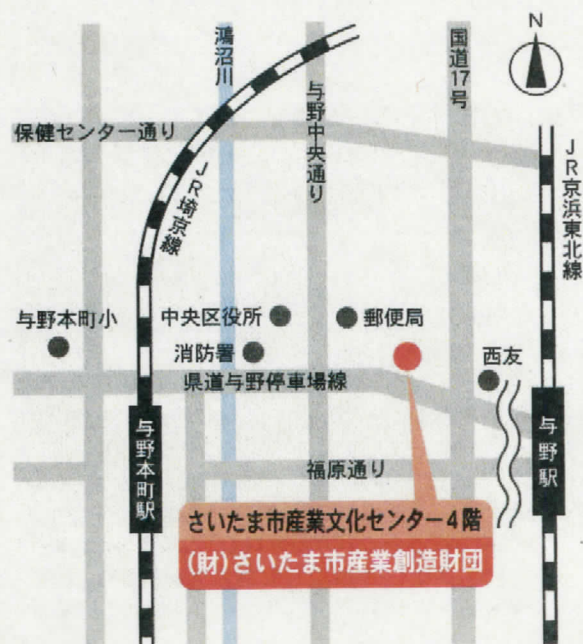 N
鴻沼川
国道17号
与野中央通り
保健センター通り
JR京浜東北線
JR埼京線
与野本町小
中央区役所
郵便局
消防署
西友
県道与野停車場線
与野本町駅
与野駅
福原通り
さいたま市産業文化センター4階
(財)さいたま市産業創造財団